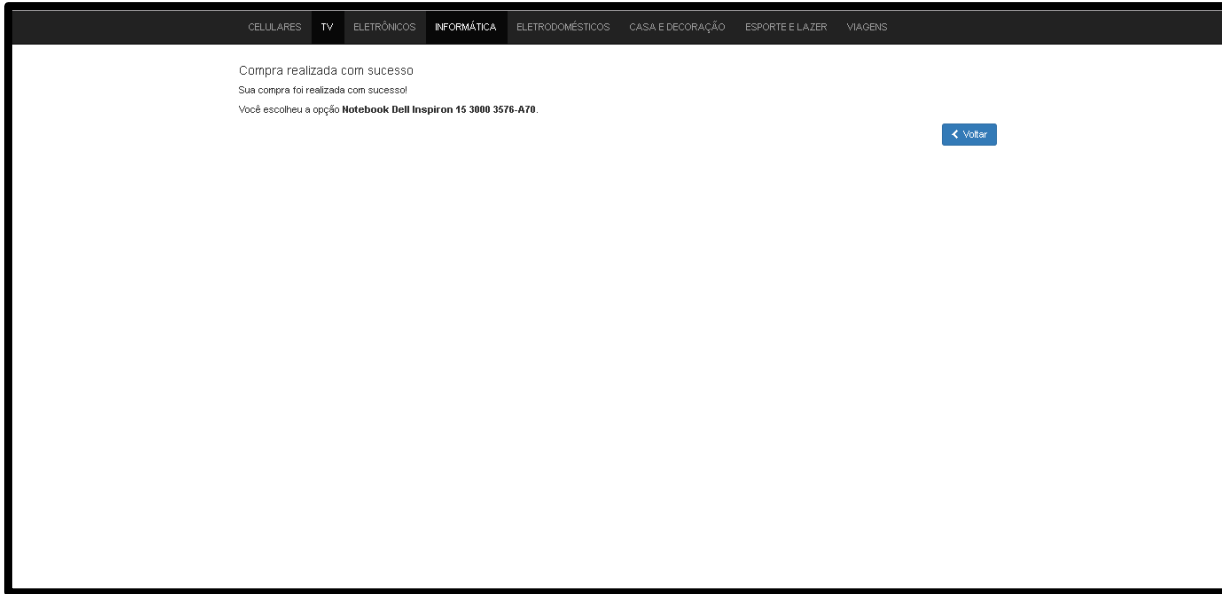 CELULARES TV ELETRÔNICOS INFORMÁTICA ELETRODOMÉSTICOS CASA E DECORAÇÃO ESPORTE E LAZER VIAGENS
Compra realizada com sucesso
Sua compra foi realizada com sucesso!
Você escolheu a opção Notebook Dell Inspiron 15 3000 3576-A70.
Voltar